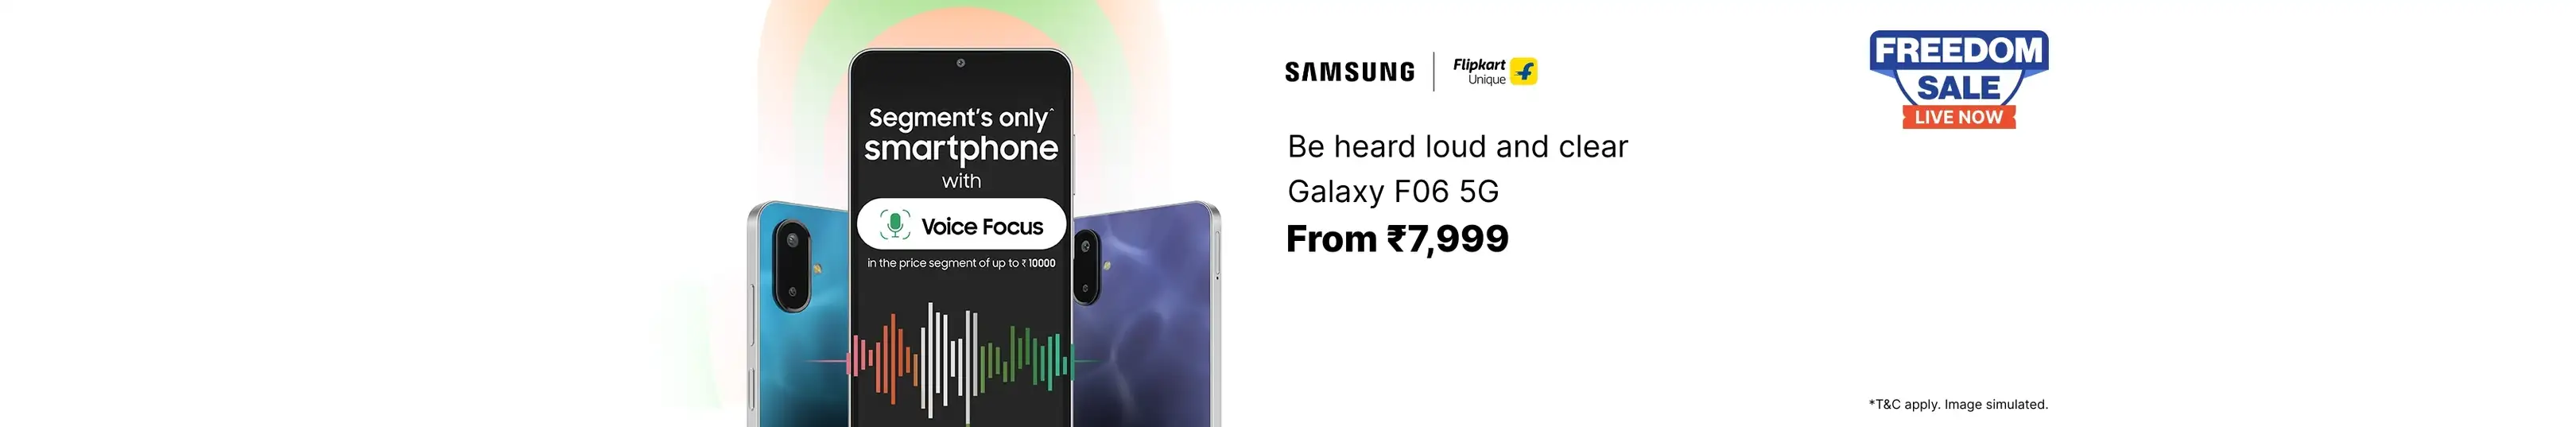 Segment's only^
smartphone
with
Voice Focus
in the price segment of up to ₹ 10000
SAMSUNG
Flipkart
Unique
Be heard loud and clear
Galaxy F06 5G
From ₹7,999
FREEDOM
SALE
LIVE NOW
*T&C apply. Image simulated.